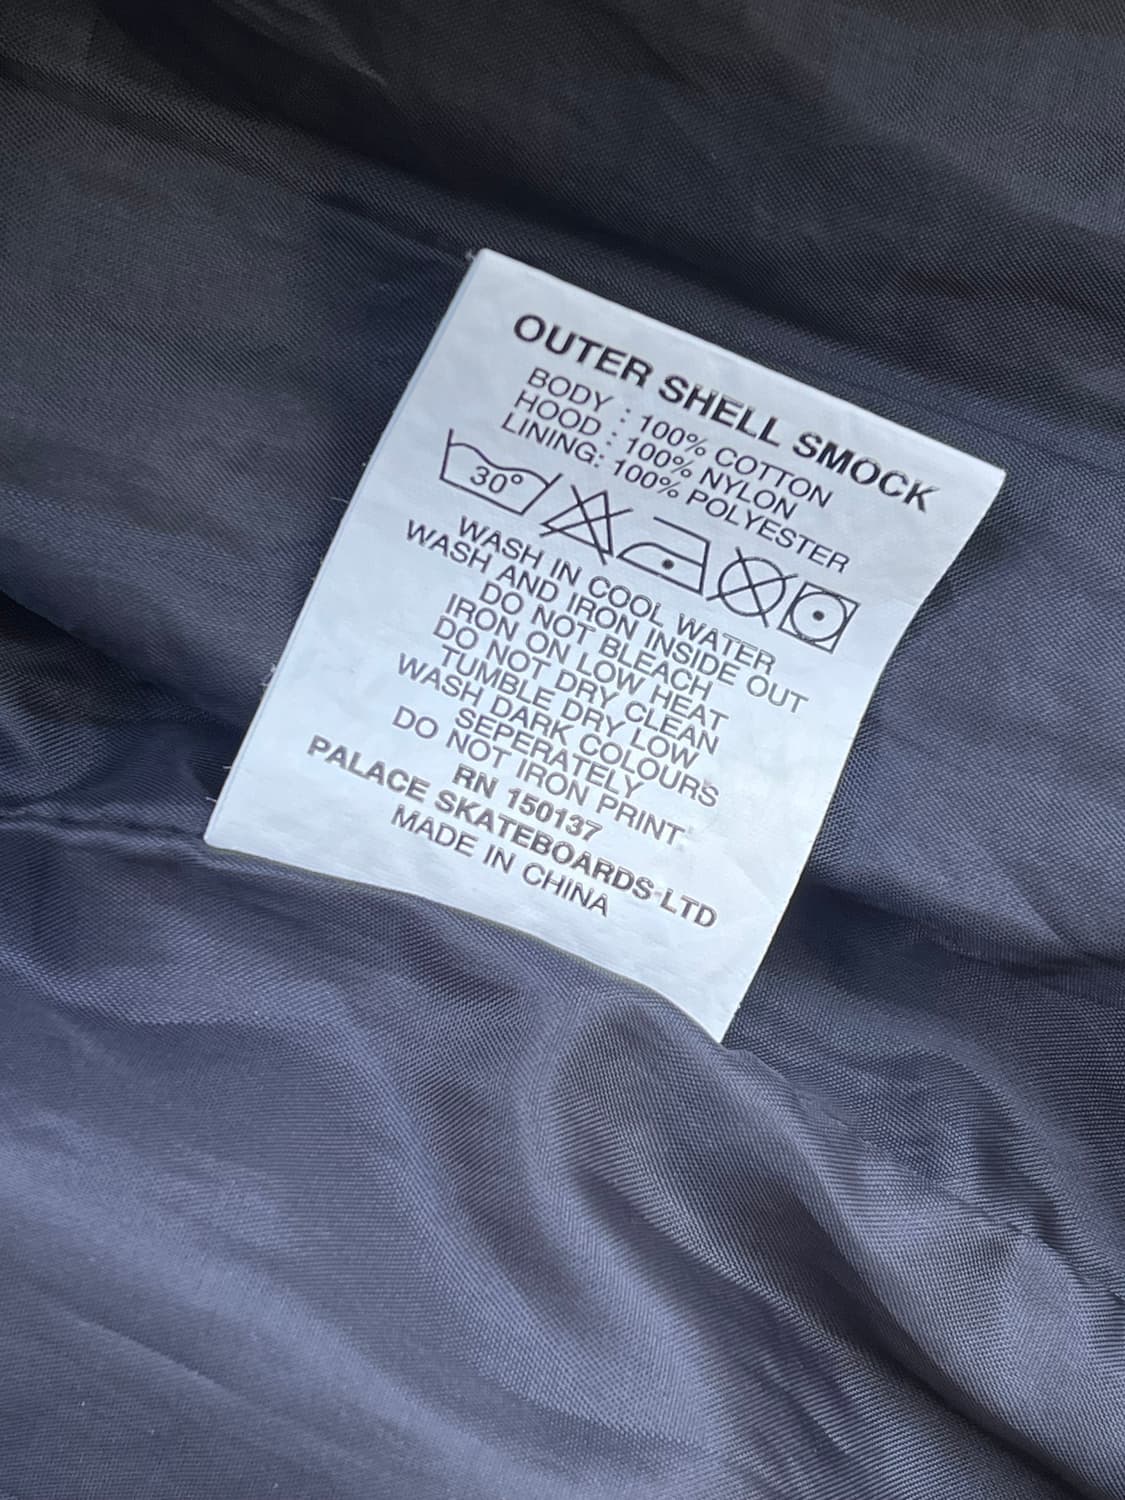 OUTER SHELL SMOCK
BODY : 100% COTTON
HOOD : 100% NYLON
LINING: 100% POLYESTER
30°
WASH IN COOL WATER
WASH AND IRON INSIDE OUT
DO NOT BLEACH
IRON ON LOW HEAT
DO NOT DRY CLEAN
TUMBLE DRY LOW
WASH DARK COLOURS
SEPERATELY
DO NOT IRON PRINT
RN 150137
PALACE SKATEBOARDS LTD
MADE IN CHINA